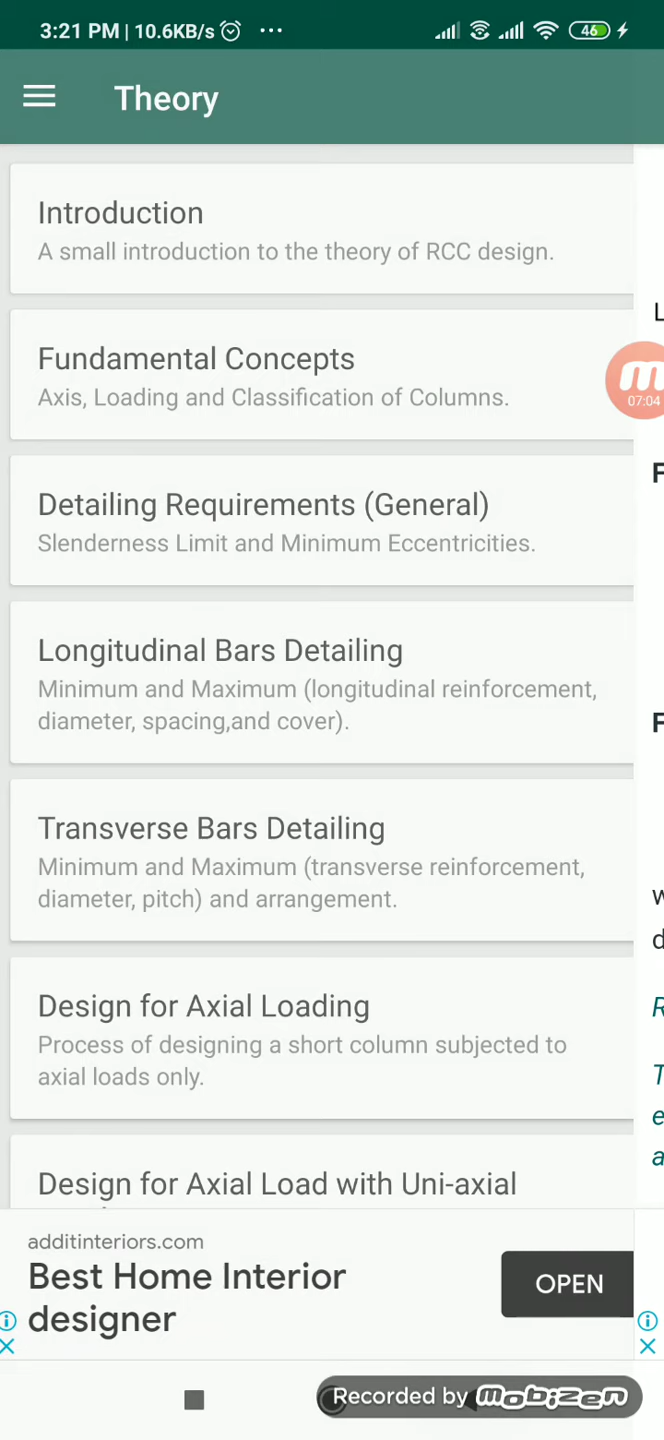 3:21 PM | 10.6KB/s ...
46
Theory
Introduction
A small introduction to the theory of RCC design.
L
Fundamental Concepts
Axis, Loading and Classification of Columns.
07:04
F
Detailing Requirements (General)
Slenderness Limit and Minimum Eccentricities.
Longitudinal Bars Detailing
Minimum and Maximum (longitudinal reinforcement,
diameter, spacing,and cover).
F
Transverse Bars Detailing
Minimum and Maximum (transverse reinforcement,
diameter, pitch) and arrangement.
w
d
Design for Axial Loading
Process of designing a short column subjected to
axial loads only.
R
T
e
a
Design for Axial Load with Uni-axial
additinteriors.com
Best Home Interior
designer
OPEN
Recorded by mobizen